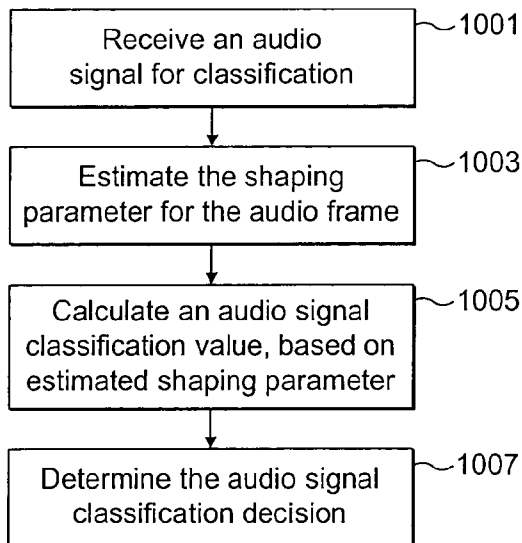 Receive an audio
signal for classification
1001
Estimate the shaping
parameter for the audio frame
1003
Calculate an audio signal
classification value, based on
estimated shaping parameter
1005
Determine the audio signal
classification decision
1007